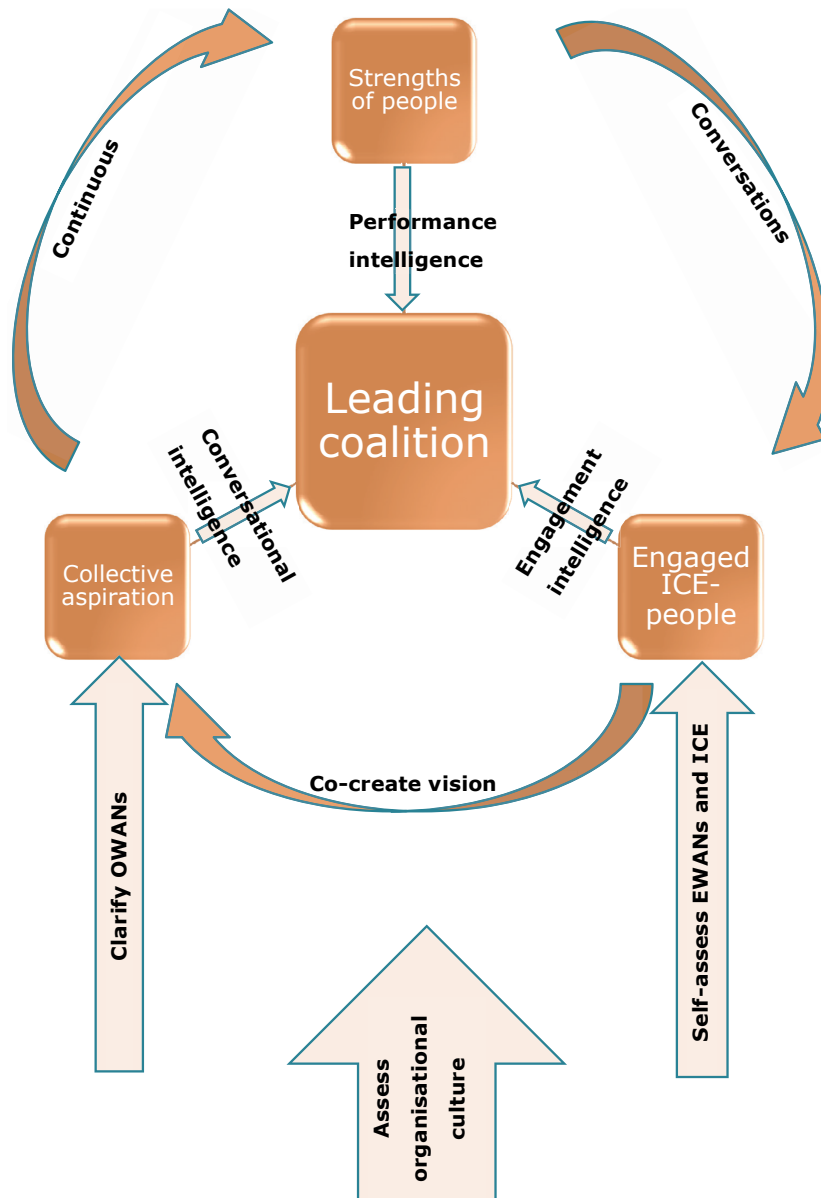 Strengths
of people
Continuous
Conversations
Performance
intelligence
Leading
coalition
Conversational
intelligence
Engagement
intelligence
Collective
aspiration
Engaged
ICE-
people
Co-create vision
Clarify OWANs
Self-assess EWANs and ICE
Assess
organisational
culture